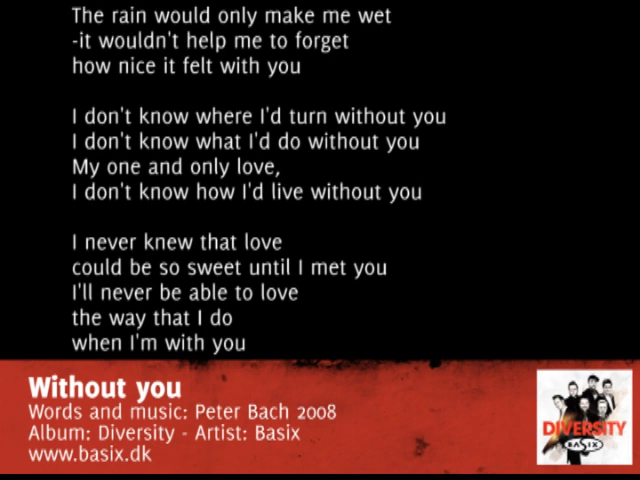 The rain would only make me wet
-it wouldn't help me to forget
how nice it felt with you
I don't know where I'd turn without you
I don't know what I'd do without you
My one and only love,
I don't know how I'd live without you
I never knew that love
could be so sweet until I met you
I'll never be able to love
the way that I do
when I'm with you
Without you
Words and music: Peter Bach 2008
Album: Diversity - Artist: Basix
www.basix.dk
DIVERSITY
BASIX